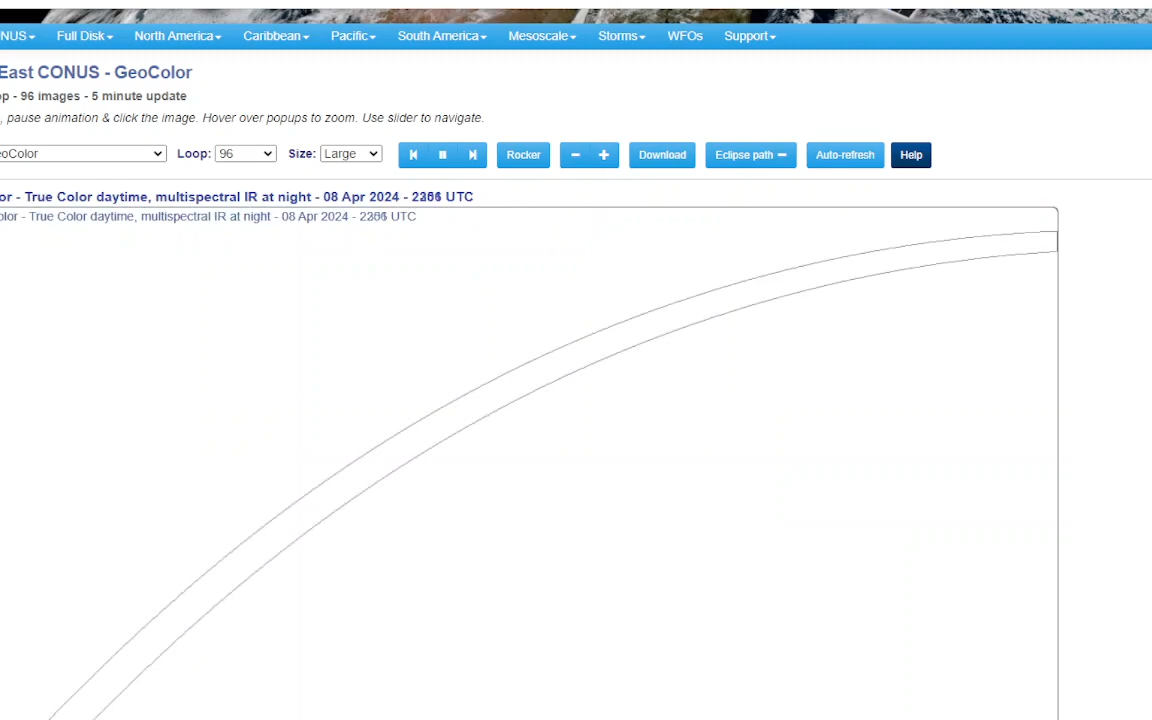 NUS Full Disk North America Caribbean Pacific South America Mesoscale Storms WFOs Support
East CONUS - GeoColor
op - 96 images - 5 minute update
, pause animation & click the image. Hover over popups to zoom. Use slider to navigate.
oColor Loop: 96 Size: Large Rocker Download Eclipse path Auto-refresh Help
or - True Color daytime, multispectral IR at night - 08 Apr 2024 - UTC
olor - True Color daytime, multispectral IR at night - 08 Apr 2024 - UTC